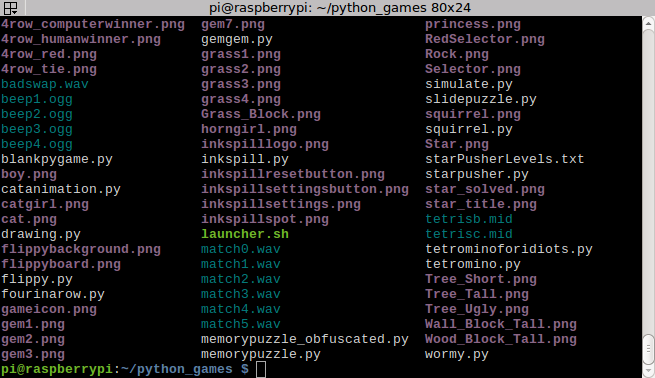 pi@raspberrypi: ~/python_games 80x24
4row_computerwinner.png gem7.png princess.png
4row_humanwinner.png gemgem.py RedSelector.png
4row_red.png grass1.png Rock.png
4row_tie.png grass2.png Selector.png
badswap.wav grass3.png simulate.py
beep1.ogg grass4.png slidepuzzle.py
beep2.ogg Grass_Block.png squirrel.png
beep3.ogg horngirl.png squirrel.py
beep4.ogg inkspilllogo.png Star.png
blankpygame.py inkspill.py starPusherLevels.txt
boy.png inkspillresetbutton.png starpusher.py
catanimation.py inkspillsettingsbutton.png star_solved.png
catgirl.png inkspillsettings.png star_title.png
cat.png inkspillspot.png tetrisb.mid
drawing.py launcher.sh tetrisc.mid
flippybackground.png match0.wav tetrominoforidiots.py
flippyboard.png match1.wav tetromino.py
flippy.py match2.wav Tree_Short.png
fourinarow.py match3.wav Tree_Tall.png
gameicon.png match4.wav Tree_Ugly.png
gem1.png match5.wav Wall_Block_Tall.png
gem2.png memorypuzzle_obfuscated.py Wood_Block_Tall.png
gem3.png memorypuzzle.py wormy.py
pi@raspberrypi:~/python_games $